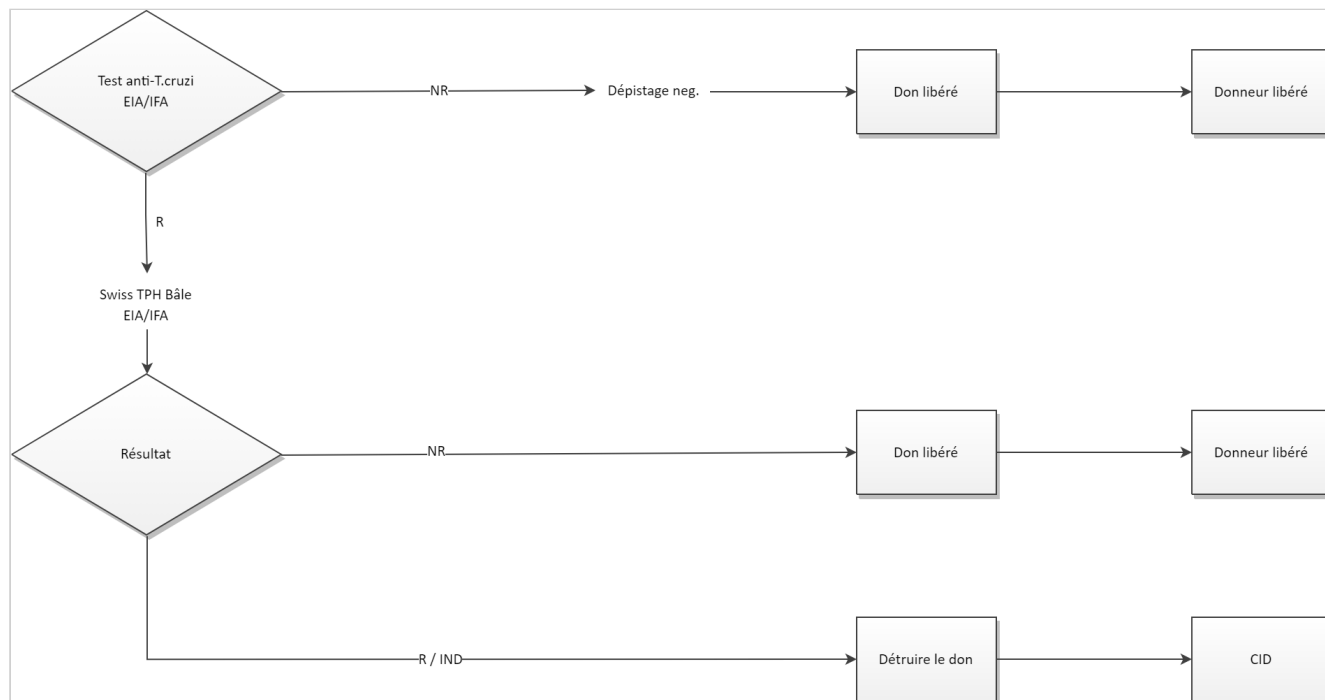 Test anti-T.cruzi
EIA/IFA
NR
Dépistage neg.
Don libéré
Donneur libéré
R
Swiss TPH Bâle
EIA/IFA
Résultat
NR
Don libéré
Donneur libéré
R / IND
Détruire le don
CID